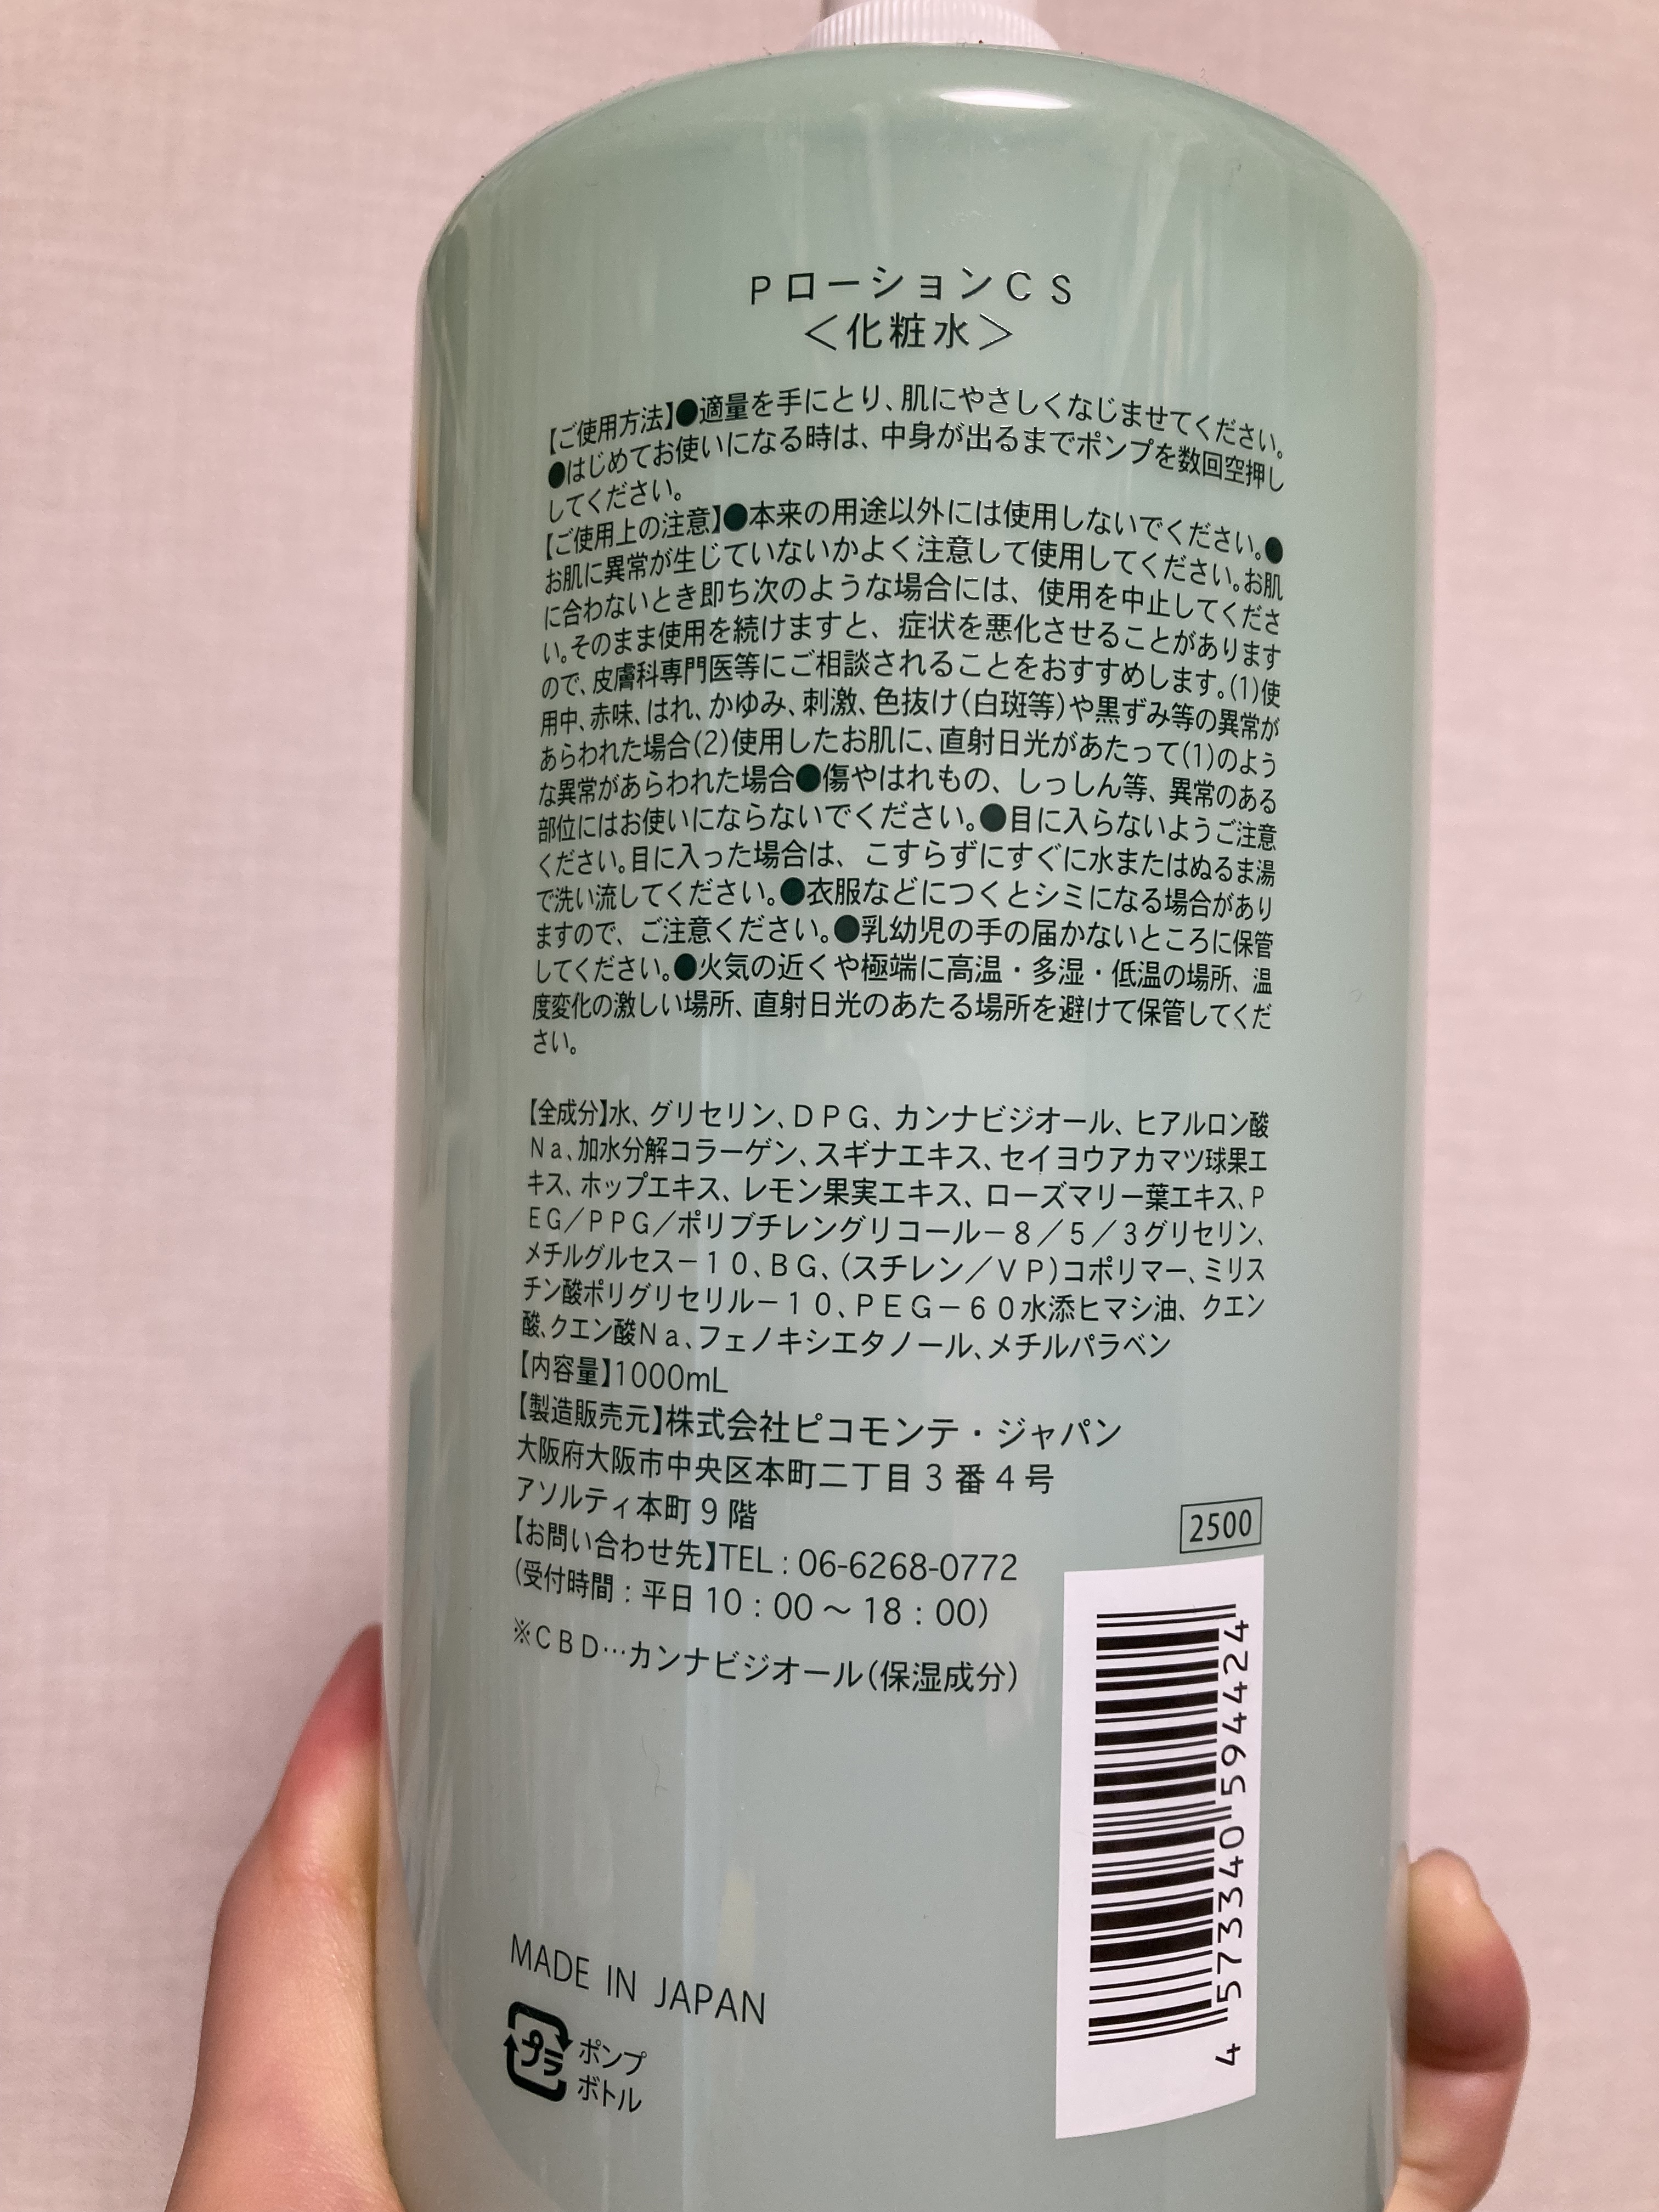 PローションCS
＜化粧水＞
【ご使用方法】●適量を手にとり、肌にやさしくなじませてください。
●はじめてお使いになる時は、中身が出るまでポンプを数回空押し
してください。
【ご使用上の注意】●本来の用途以外には使用しないでください。●
お肌に異常が生じていないかよく注意して使用してください。お肌
に合わないとき即ち次のような場合には、使用を中止してくださ
い。そのまま使用を続けますと、症状を悪化させることがあります
ので、皮膚科専門医等にご相談されることをおすすめします。(1)使
用中、赤味、はれ、かゆみ、刺激、色抜け(白斑等)や黒ずみ等の異常が
あらわれた場合(2)使用したお肌に、直射日光があたって(1)のよう
な異常があらわれた場合●傷やはれもの、しっしん等、異常のある
部位にはお使いにならないでください。●目に入らないようご注意
ください。目に入った場合は、こすらずにすぐに水またはぬるま湯
で洗い流してください。●衣服などにつくとシミになる場合があり
ますので、ご注意ください。●乳幼児の手の届かないところに保管
してください。●火気の近くや極端に高温・多湿・低温の場所、温
度変化の激しい場所、直射日光のあたる場所を避けて保管してくだ
さい。
【全成分】水、グリセリン、DPG、カンナビジオール、ヒアルロン酸
Na、加水分解コラーゲン、スギナエキス、セイヨウアカマツ球果エ
キス、ホップエキス、レモン果実エキス、ローズマリー葉エキス、P
EG／PPG／ポリブチレングリコール－8／5／3グリセリン、
メチルグルセス－10、BG、(スチレン／VP)コポリマー、ミリス
チン酸ポリグリセリル－10、PEG－60水添ヒマシ油、クエン
酸、クエン酸Na、フェノキシエタノール、メチルパラベン
【内容量】1000mL
【製造販売元】株式会社ピコモンテ・ジャパン
大阪府大阪市中央区本町二丁目3番4号
アソルティ本町9階
【お問い合わせ先】TEL：06-6268-0772
(受付時間：平日10：00～18：00)
※CBD…カンナビジオール(保湿成分)
2500
4 573340 594424
MADE IN JAPAN
プラ
ポンプ
ボトル